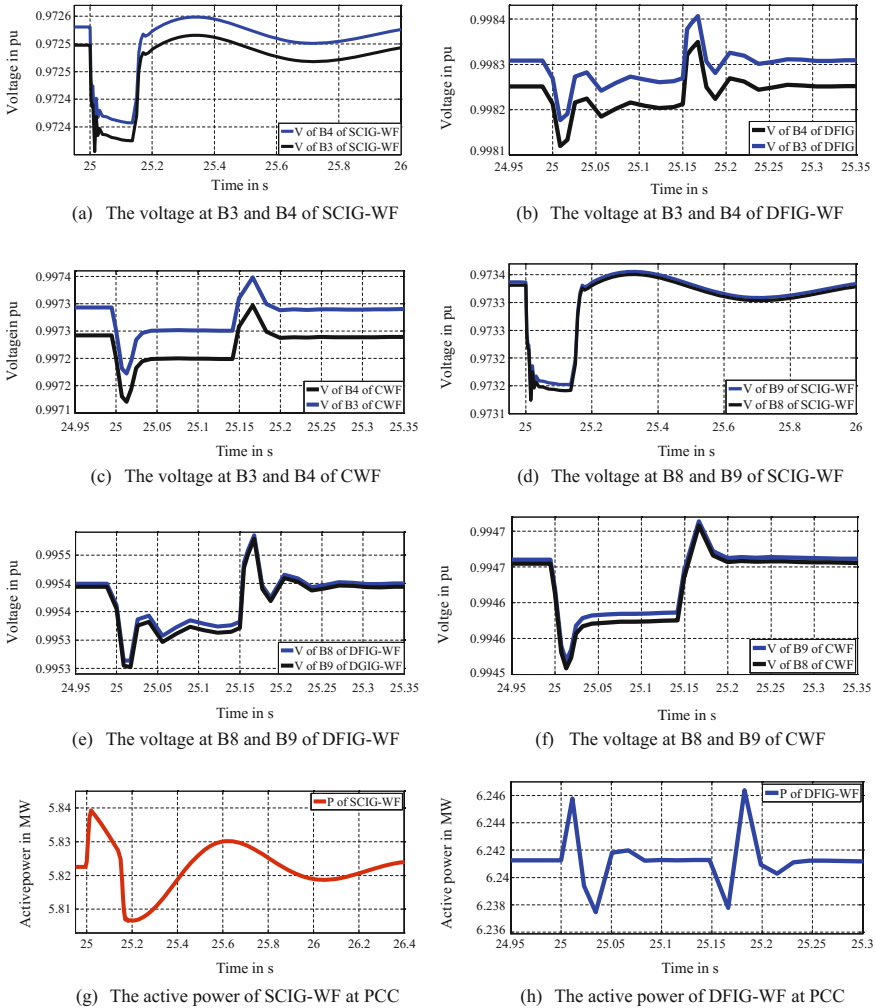 0.9726
0.9725
0.9724
0.9724
Voltage in pu
V of B4 of SCIG-WF
V of B3 of SCIG-WF
25 25.2 25.4 25.6 25.8 26
Time in s
(a) The voltage at B3 and B4 of SCIG-WF
0.9984
0.9983
0.9982
0.9981
Voltage in pu
V of B4 of DFIG
V of B3 of DFIG
24.95 25 25.05 25.1 25.15 25.2 25.25 25.3 25.35
Time in s
(b) The voltage at B3 and B4 of DFIG-WF
0.9974
0.9973
0.9973
0.9972
0.9971
Voltagein pu
V of B4 of CWF
V of B3 of CWF
24.95 25 25.05 25.1 25.15 25.2 25.25 25.3 25.35
Time in s
(c) The voltage at B3 and B4 of CWF
0.9734
0.9733
0.9733
0.9732
0.9732
0.9731
Voltage in pu
V of B9 of SCIG-WF
V of B8 of SCIG-WF
25 25.2 25.4 25.6 25.8 26
Time in s
(d) The voltage at B8 and B9 of SCIG-WF
0.9955
0.9954
0.9953
0.9953
Voltage in pu
V of B8 of DFIG-WF
V of B9 of DGIG-WF
24.95 25 25.05 25.1 25.15 25.2 25.25 25.3 25.35
Time in s
(e) The voltage at B8 and B9 of DFIG-WF
0.9947
0.9947
0.9946
0.9946
0.9945
Voltge in pu
V of B9 of CWF
V of B8 of CWF
24.95 25 25.05 25.1 25.15 25.2 25.25 25.3 25.35
Time in s
(f) The voltage at B8 and B9 of CWF
5.84
5.83
5.82
5.81
Activepower in MW
P of SCIG-WF
25 25.2 25.4 25.6 25.8 26 26.2 26.4
Time in s
(g) The active power of SCIG-WF at PCC
6.246
6.245
6.241
6.24
6.238
6.236
Active power in MW
P of DFIG-WF
24.95 25 25.05 25.1 25.15 25.2 25.25 25.3
Time in s
(h) The active power of DFIG-WF at PCC